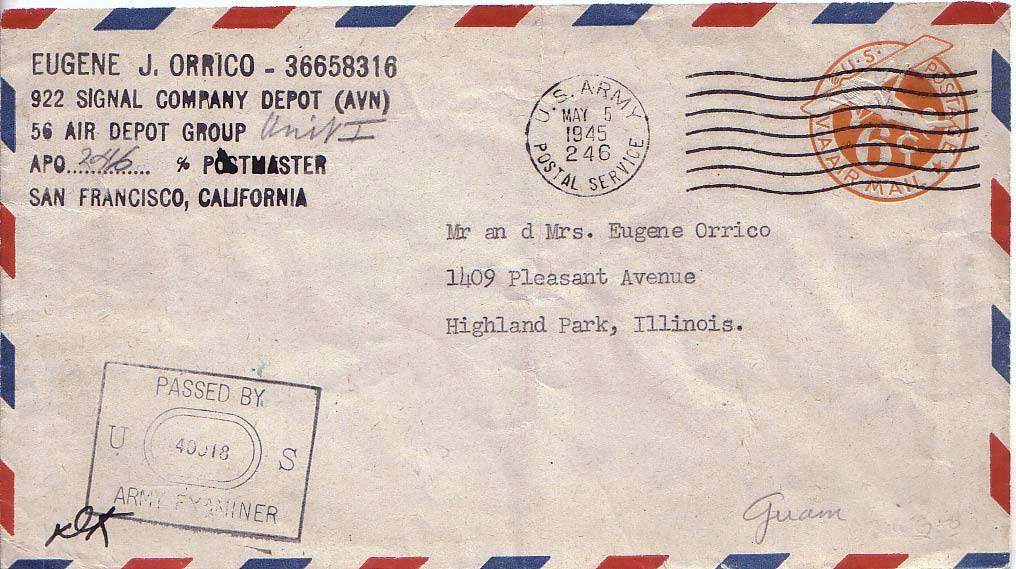 EUGENE J. ORRICO - 36658316
922 SIGNAL COMPANY DEPOT (AVN)
56 AIR DEPOT GROUP Unit I
APO...246... % POSTMASTER
SAN FRANCISCO, CALIFORNIA
U.S. ARMY
MAY 5
1945
246
POSTAL SERVICE
U.S. POSTAGE
6¢
VIA AIR MAIL
Mr an d Mrs. Eugene Orrico
1409 Pleasant Avenue
Highland Park, Illinois.
PASSED BY
U 40018 S
ARMY EXAMINER
Guam